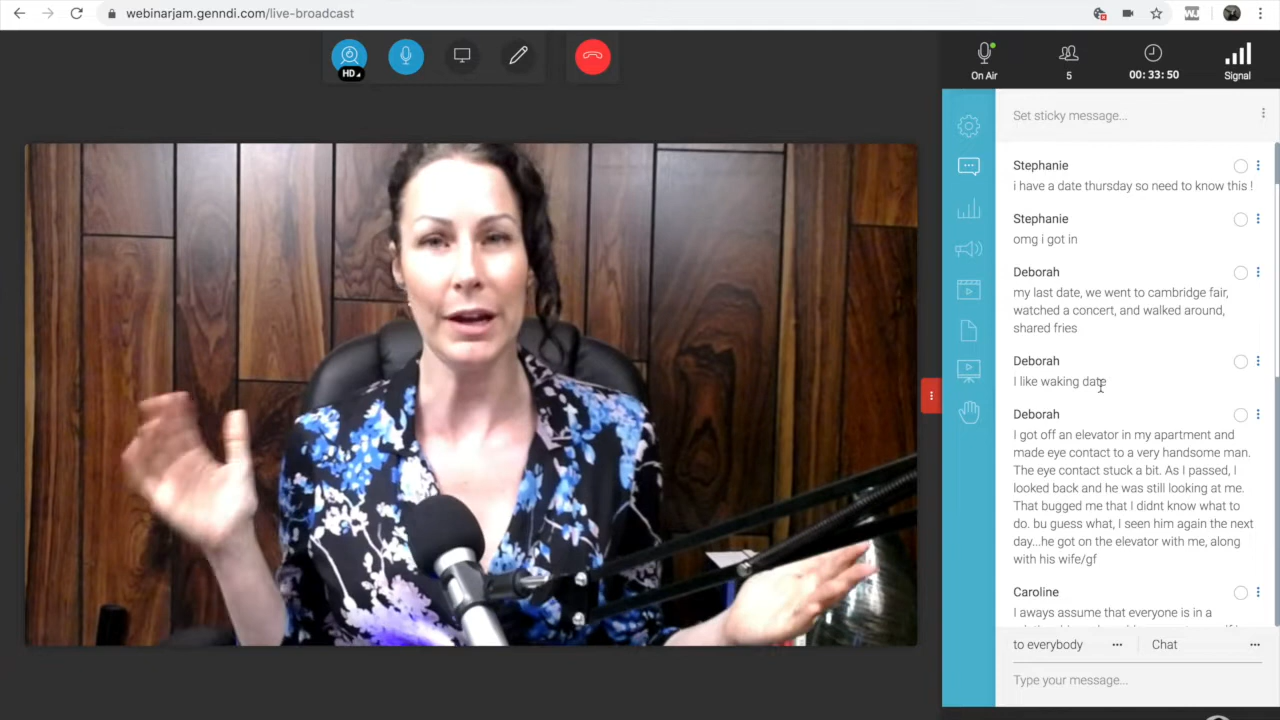 webinarjam.genndi.com/live-broadcast
HD
On Air
5
00:33:50
Signal
Set sticky message...
Stephanie
i have a date thursday so need to know this !
Stephanie
omg i got in
Deborah
my last date, we went to cambridge fair,
watched a concert, and walked around,
shared fries
Deborah
I like waking date
Deborah
I got off an elevator in my apartment and
made eye contact to a very handsome man.
The eye contact stuck a bit. As I passed, I
looked back and he was still looking at me.
That bugged me that I didnt know what to
do. bu guess what, I seen him again the next
day...he got on the elevator with me, along
with his wife/gf
Caroline
I aways assume that everyone is in a
to everybody
Chat
Type your message...